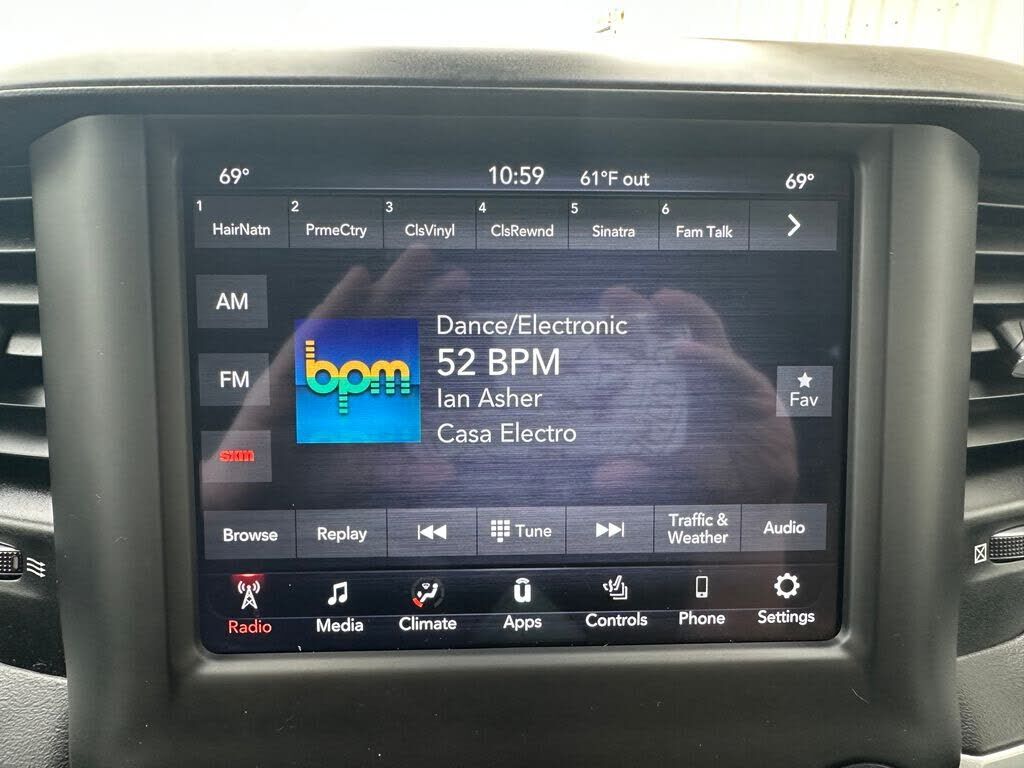 69° 10:59 61°F out 69°
1 HairNatn 2 PrmeCtry 3 ClsVinyl 4 ClsRewnd 5 Sinatra 6 Fam Talk
AM
FM
sxm
bpm
Dance/Electronic
52 BPM
Ian Asher
Casa Electro
Fav
Browse Replay Tune Traffic & Weather Audio
Radio Media Climate Apps Controls Phone Settings